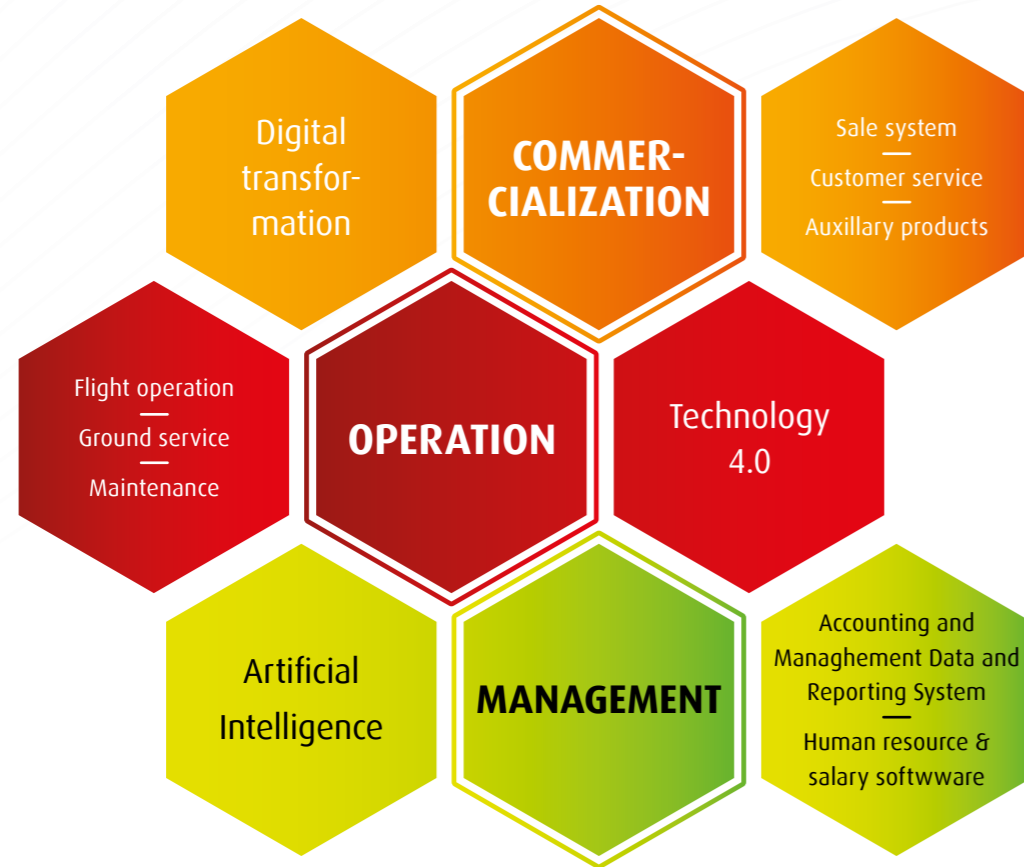 Digital
transfor-
mation
COMMER-
CIALIZATION
Sale system
Customer service
Auxillary products
Flight operation
Ground service
Maintenance
OPERATION
Technology
4.0
Artificial
Intelligence
MANAGEMENT
Accounting and
Managhement Data and
Reporting System
Human resource &
salary softwware